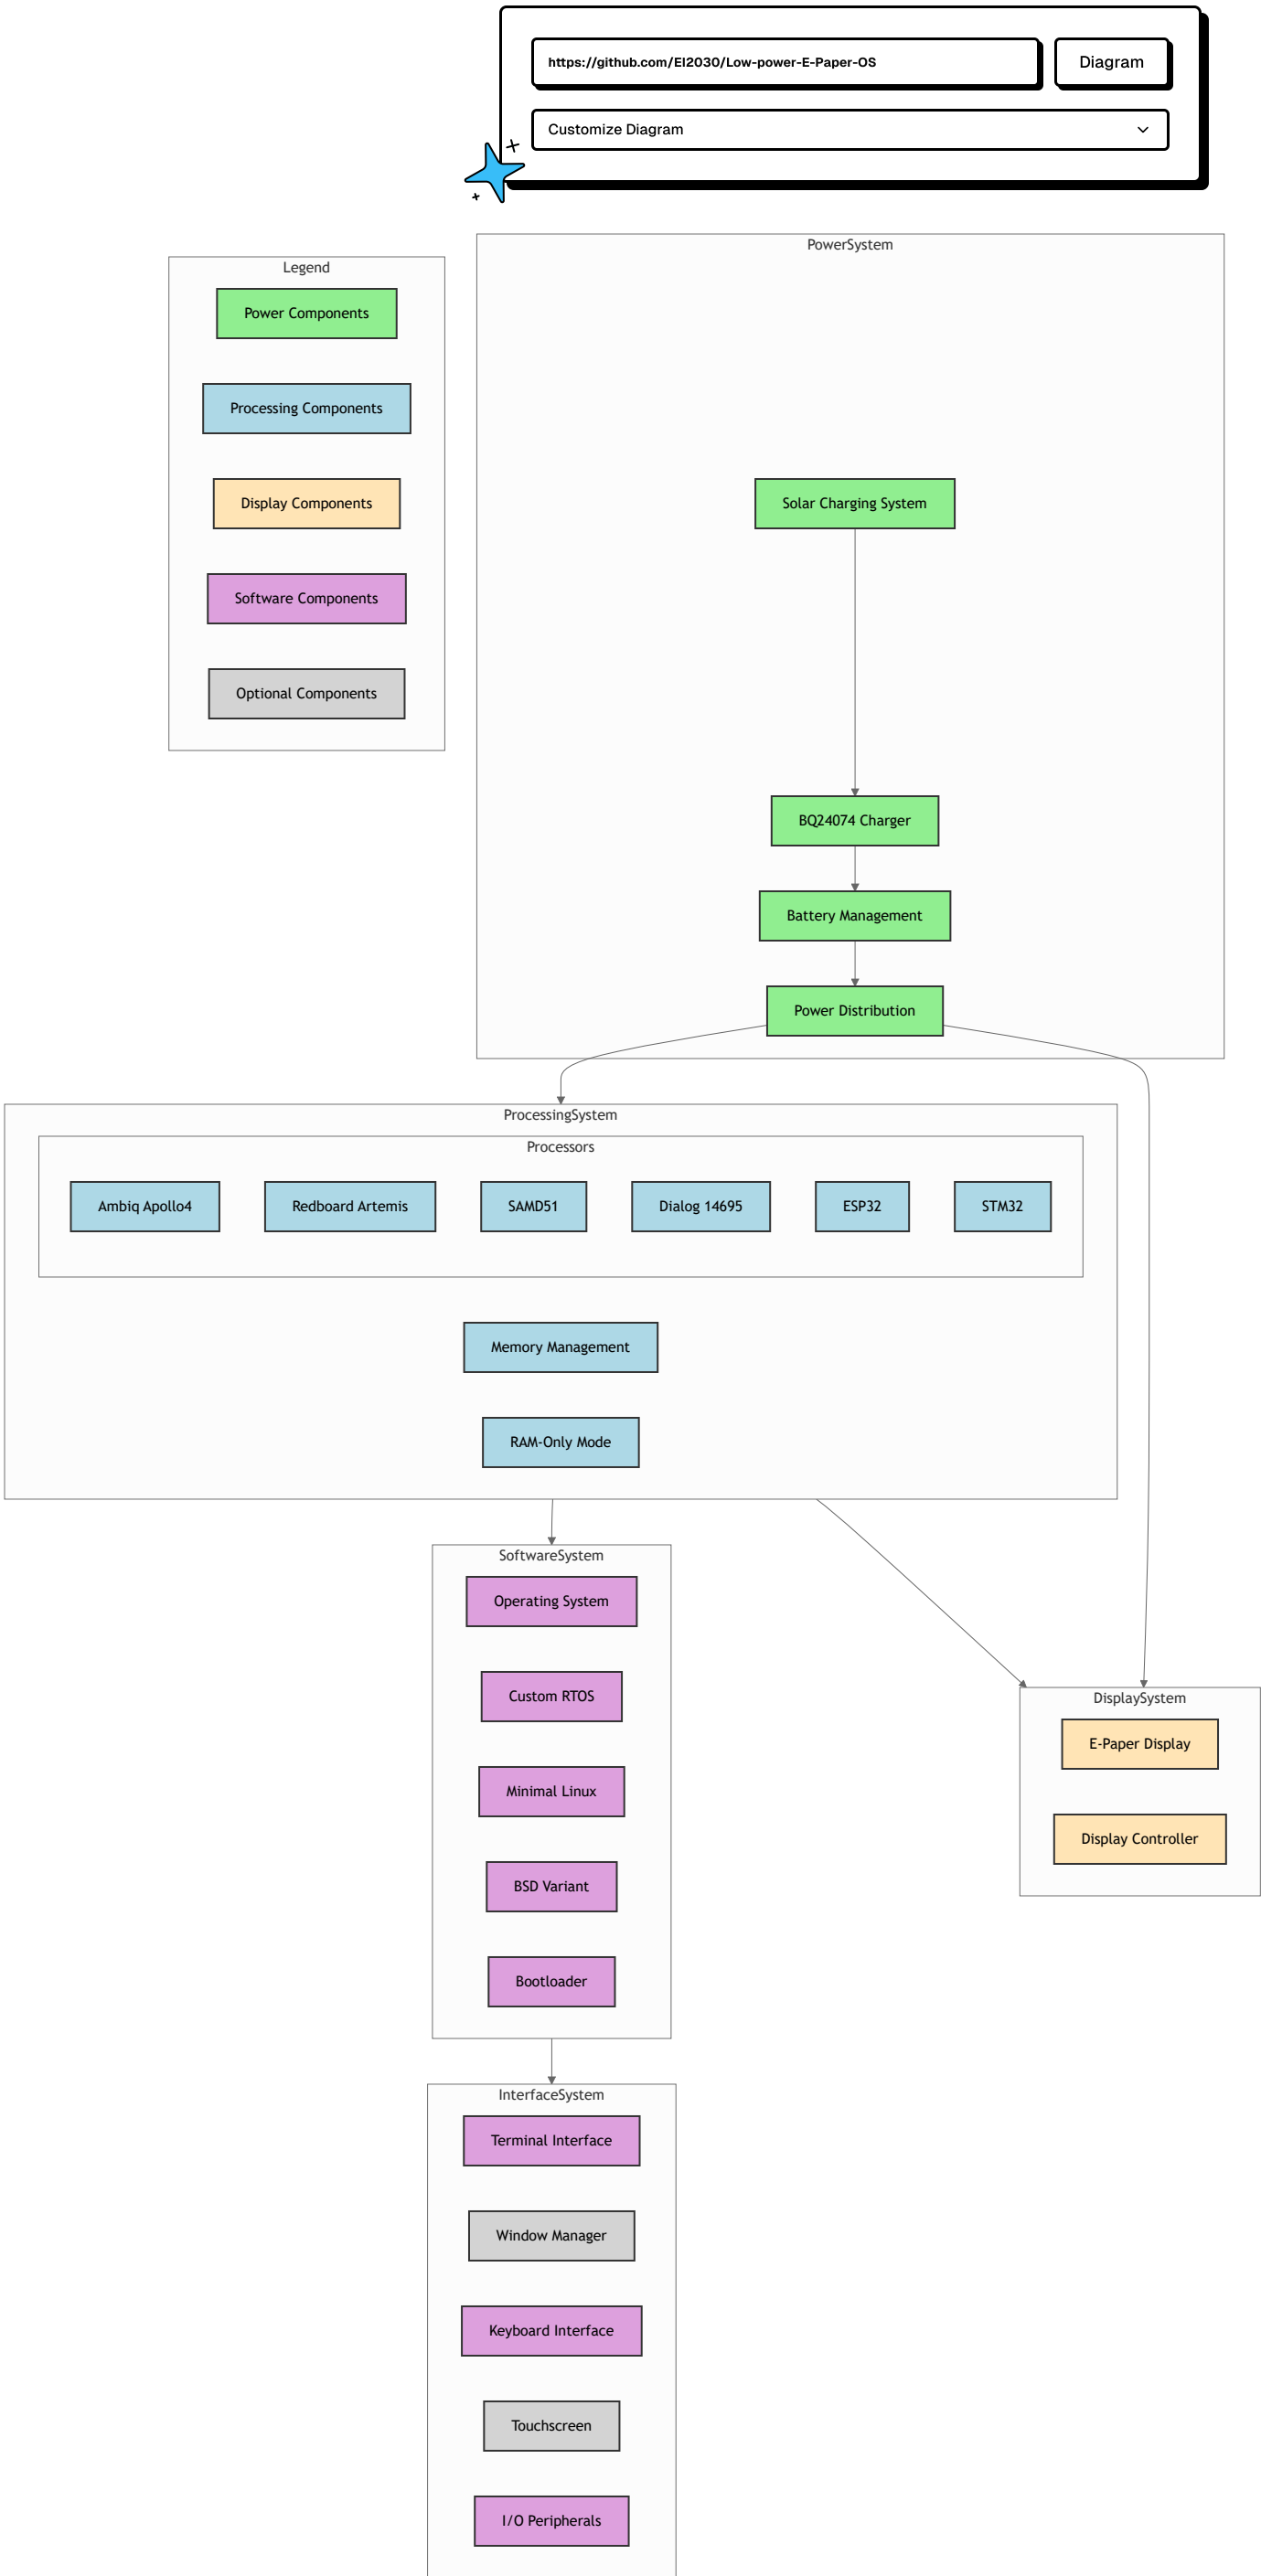 https://github.com/EI2030/Low-power-E-Paper-OS
Diagram
Customize Diagram
Legend
Power Components
Processing Components
Display Components
Software Components
Optional Components
PowerSystem
Solar Charging System
BQ24074 Charger
Battery Management
Power Distribution
ProcessingSystem
Processors
Ambiq Apollo4
Redboard Artemis
SAMD51
Dialog 14695
ESP32
STM32
Memory Management
RAM-Only Mode
SoftwareSystem
Operating System
Custom RTOS
Minimal Linux
BSD Variant
Bootloader
DisplaySystem
E-Paper Display
Display Controller
InterfaceSystem
Terminal Interface
Window Manager
Keyboard Interface
Touchscreen
I/O Peripherals